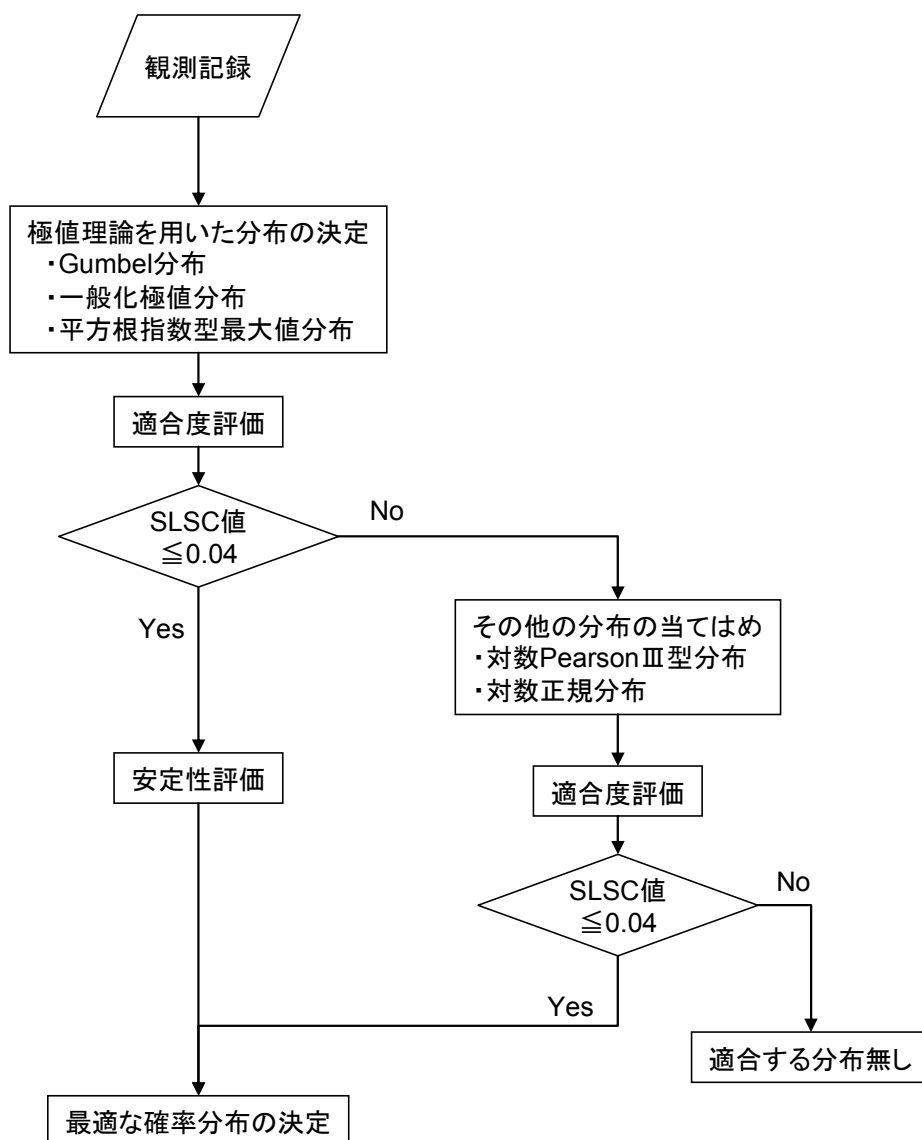 観測記録
極値理論を用いた分布の決定
・Gumbel分布
・一般化極値分布
・平方根指数型最大値分布
適合度評価
SLSC値
≦0.04
No
Yes
その他の分布の当てはめ
・対数PearsonⅢ型分布
・対数正規分布
安定性評価
適合度評価
SLSC値
≦0.04
No
Yes
適合する分布無し
最適な確率分布の決定